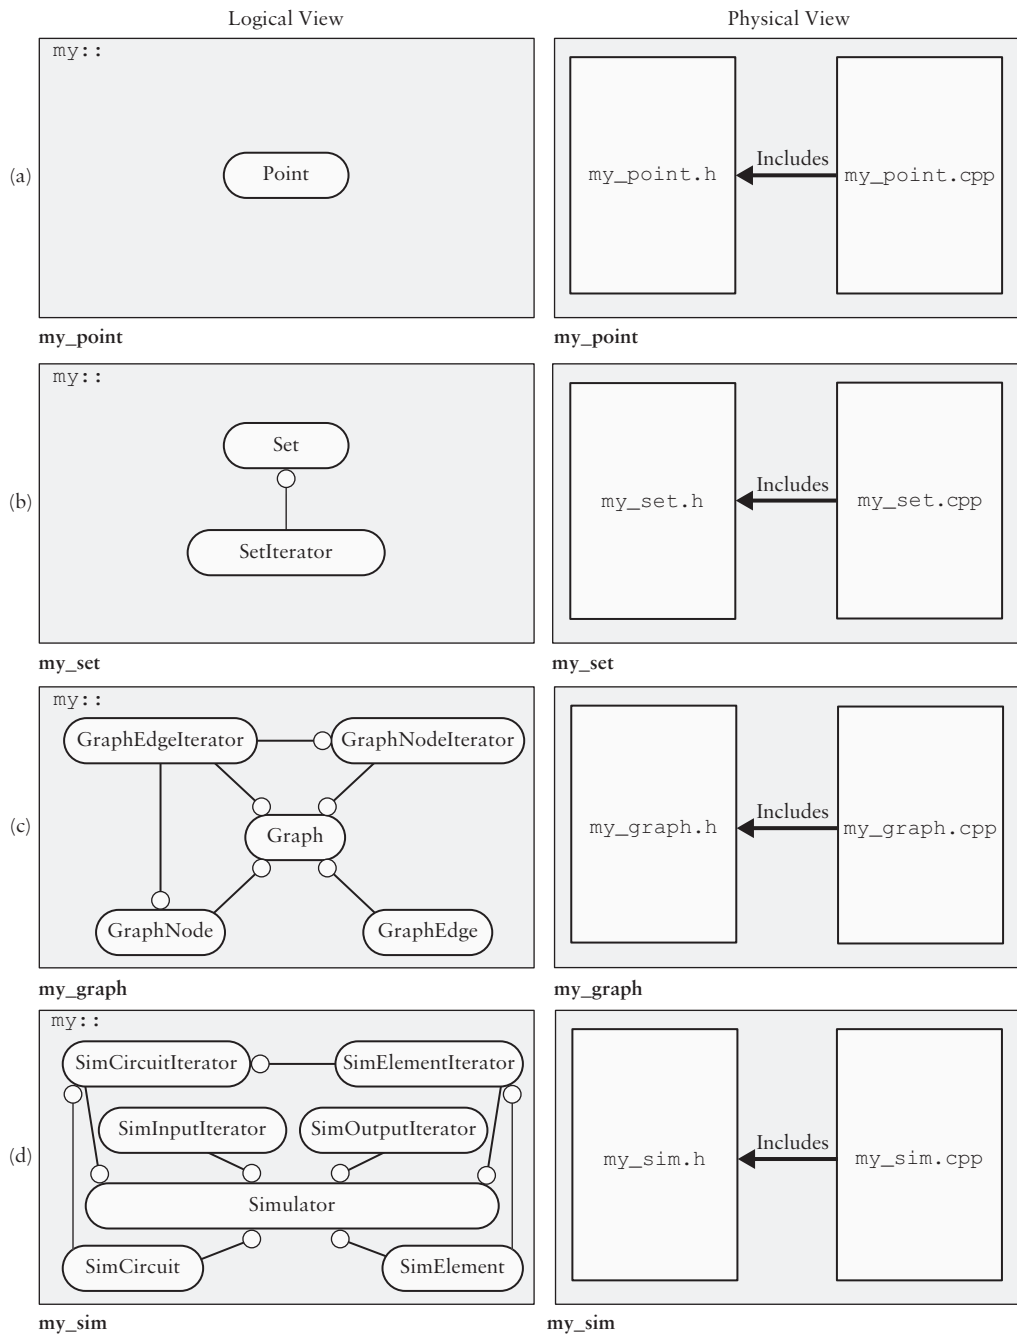 Logical View
Physical View
(a)
my::
Point
my_point.h
Includes
my_point.cpp
my_point
my_point
(b)
my::
Set
SetIterator
my_set.h
Includes
my_set.cpp
my_set
my_set
(c)
my::
GraphEdgeIterator
GraphNodeIterator
Graph
GraphNode
GraphEdge
my_graph.h
Includes
my_graph.cpp
my_graph
my_graph
(d)
my::
SimCircuitIterator
SimElementIterator
SimInputIterator
SimOutputIterator
Simulator
SimCircuit
SimElement
my_sim.h
Includes
my_sim.cpp
my_sim
my_sim